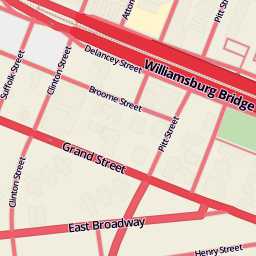 Attor
Pitt Street
Suffolk Street
Clinton Street
Delancey Street
Williamsburg Bridge
Broome Street
Pitt Street
Grand Street
Clinton Street
East Broadway
Henry Street